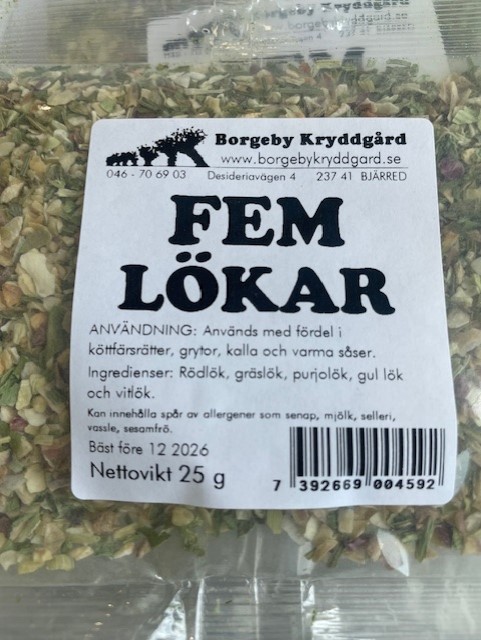 Borgeby Kryddgård
www.borgebykryddgard.se
046 - 70 69 03 Desideriavägen 4 237 41 BJÄRRED
FEM
LÖKAR
ANVÄNDNING: Används med fördel i
köttfärsrätter, grytor, kalla och varma såser.
Ingredienser: Rödlök, gräslök, purjolök, gul lök
och vitlök.
Kan innehålla spår av allergener som senap, mjölk, selleri,
vassle, sesamfrö.
Bäst före 12 2026
Nettovikt 25 g
7 392669 004592